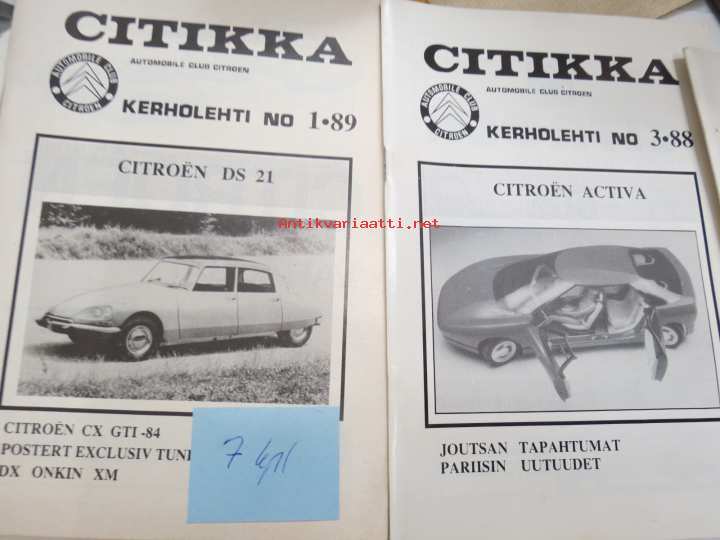 CITIKKA
AUTOMOBILE CLUB CITROEN
AUTOMOBILE CLUB
CITROEN
KERHOLEHTI NO 1•89
CITROËN DS 21
CITROËN CX GTI -84
POSTERT EXCLUSIV TUNI
DX ONKIN XM
7 kpl
CITIKKA
AUTOMOBILE CLUB CITROEN
AUTOMOBILE CLUB
CITROEN
KERHOLEHTI NO 3•88
CITROËN ACTIVA
JOUTSAN TAPAHTUMAT
PARIISIN UUTUUDET
Antikvariaatti.net